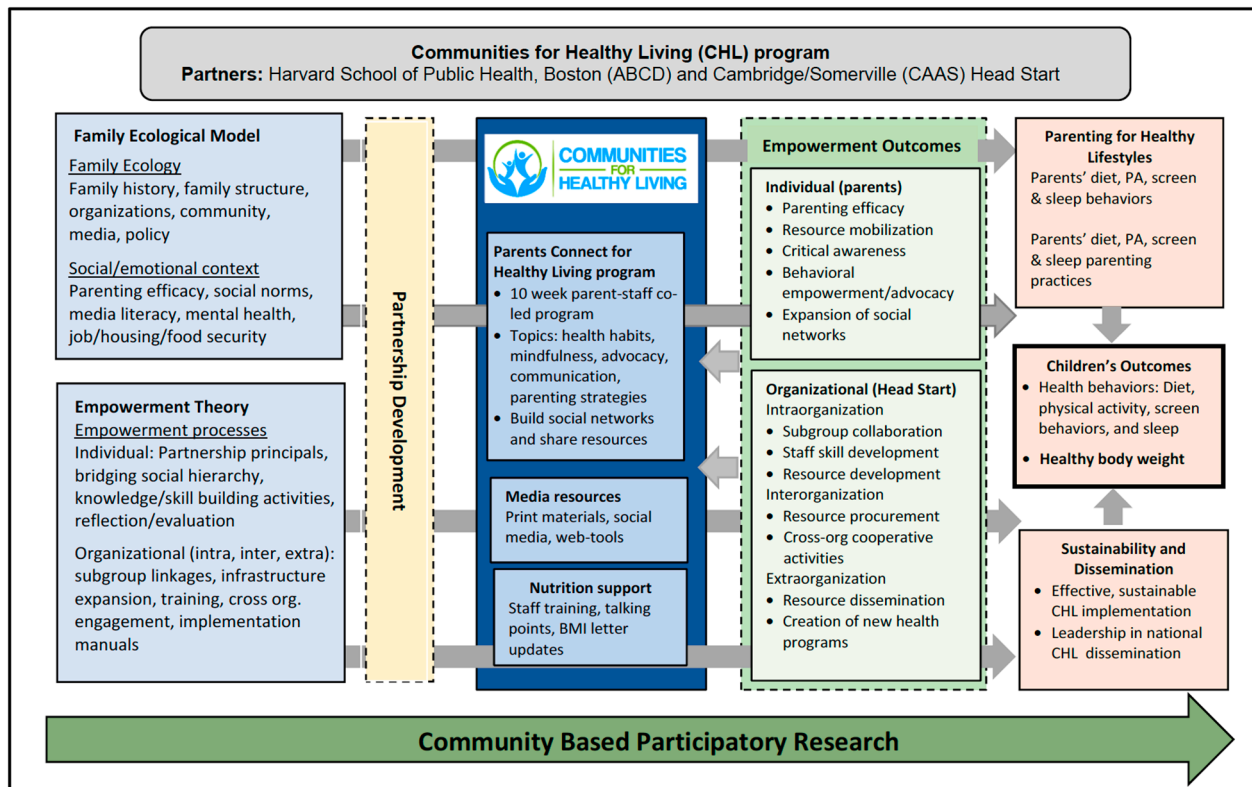 Communities for Healthy Living (CHL) program
Partners: Harvard School of Public Health, Boston (ABCD) and Cambridge/Somerville (CAAS) Head Start
Family Ecological Model
Family Ecology
Family history, family structure,
organizations, community,
media, policy
Social/emotional context
Parenting efficacy, social norms,
media literacy, mental health,
job/housing/food security
Empowerment Theory
Empowerment processes
Individual: Partnership principals,
bridging social hierarchy,
knowledge/skill building activities,
reflection/evaluation
Organizational (intra, inter, extra):
subgroup linkages, infrastructure
expansion, training, cross org.
engagement, implementation
manuals
Partnership Development
COMMUNITIES
FOR
HEALTHY LIVING
Parents Connect for
Healthy Living program
• 10 week parent-staff co-
led program
• Topics: health habits,
mindfulness, advocacy,
communication,
parenting strategies
• Build social networks
and share resources
Media resources
Print materials, social
media, web-tools
Nutrition support
Staff training, talking
points, BMI letter
updates
Empowerment Outcomes
Individual (parents)
• Parenting efficacy
• Resource mobilization
• Critical awareness
• Behavioral
empowerment/advocacy
• Expansion of social
networks
Organizational (Head Start)
Intraorganization
• Subgroup collaboration
• Staff skill development
• Resource development
Interorganization
• Resource procurement
• Cross-org cooperative
activities
Extraorganization
• Resource dissemination
• Creation of new health
programs
Parenting for Healthy
Lifestyles
Parents' diet, PA, screen
& sleep behaviors
Parents' diet, PA, screen
& sleep parenting
practices
Children's Outcomes
• Health behaviors: Diet,
physical activity, screen
behaviors, and sleep
• Healthy body weight
Sustainability and
Dissemination
• Effective, sustainable
CHL implementation
• Leadership in national
CHL dissemination
Community Based Participatory Research